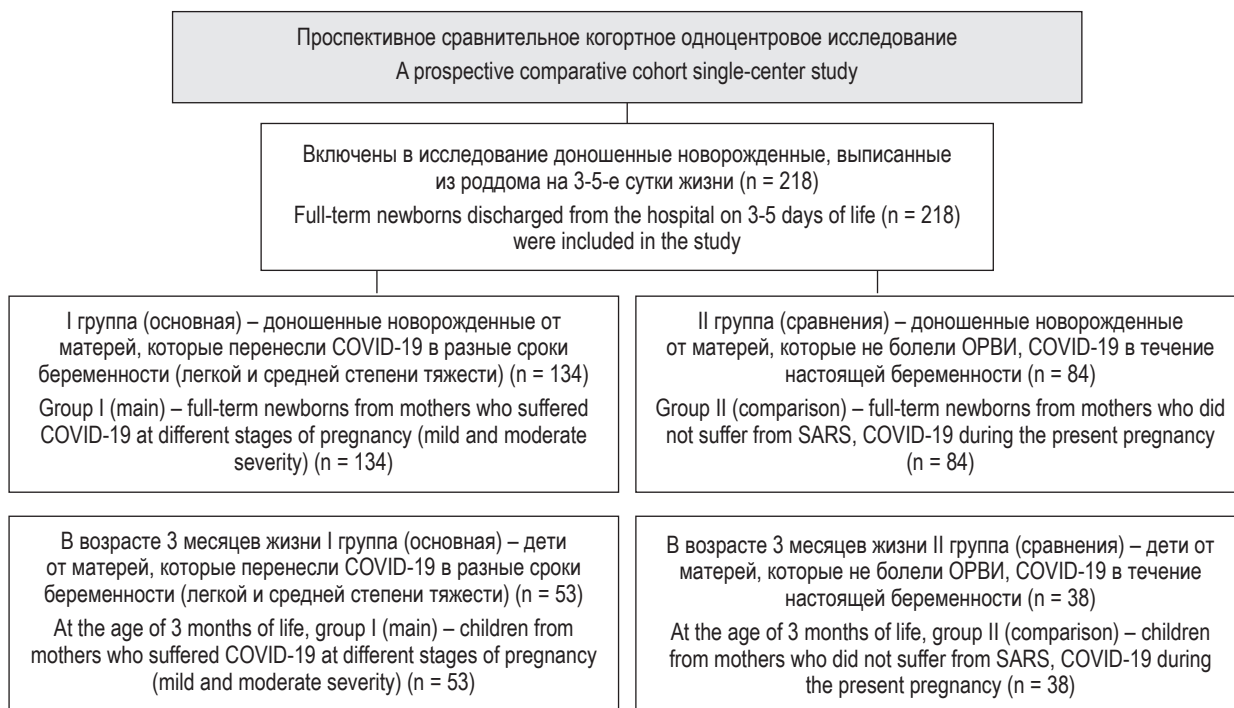 Проспективное сравнительное когортное одноцентровое исследование
A prospective comparative cohort single-center study
Включены в исследование доношенные новорожденные, выписанные
из роддома на 3-5-е сутки жизни (n = 218)
Full-term newborns discharged from the hospital on 3-5 days of life (n = 218)
were included in the study
I группа (основная) – доношенные новорожденные от
матерей, которые перенесли COVID-19 в разные сроки
беременности (легкой и средней степени тяжести) (n = 134)
Group I (main) – full-term newborns from mothers who suffered
COVID-19 at different stages of pregnancy (mild and moderate
severity) (n = 134)
II группа (сравнения) – доношенные новорожденные
от матерей, которые не болели ОРВИ, COVID-19 в течение
настоящей беременности (n = 84)
Group II (comparison) – full-term newborns from mothers who did
not suffer from SARS, COVID-19 during the present pregnancy
(n = 84)
В возрасте 3 месяцев жизни I группа (основная) – дети
от матерей, которые перенесли COVID-19 в разные сроки
беременности (легкой и средней степени тяжести) (n = 53)
At the age of 3 months of life, group I (main) – children from
mothers who suffered COVID-19 at different stages of pregnancy
(mild and moderate severity) (n = 53)
В возрасте 3 месяцев жизни II группа (сравнения) – дети от
матерей, которые не болели ОРВИ, COVID-19 в течение
настоящей беременности (n = 38)
At the age of 3 months of life, group II (comparison) – children
from mothers who did not suffer from SARS, COVID-19 during
the present pregnancy (n = 38)